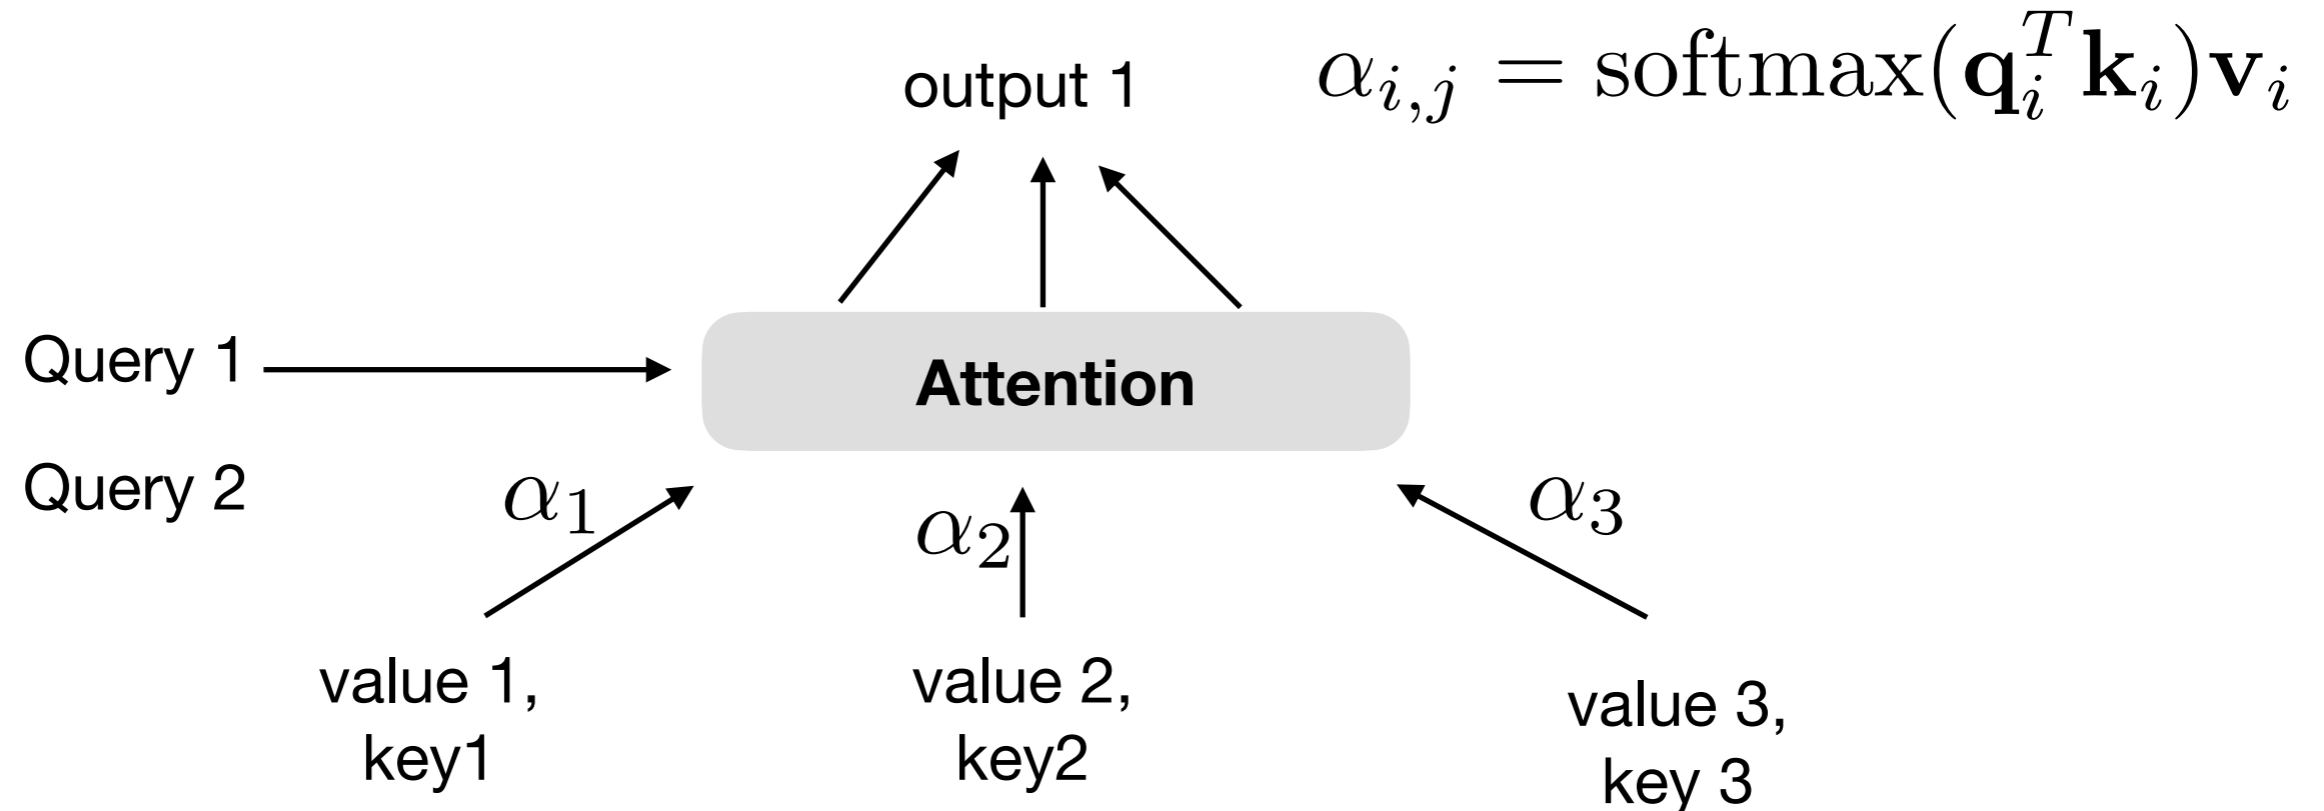 output 1
α_{i,j} = softmax(q_i^T k_i)v_i
Query 1
Attention
Query 2
α_1
α_2
α_3
value 1,
key1
value 2,
key2
value 3,
key 3